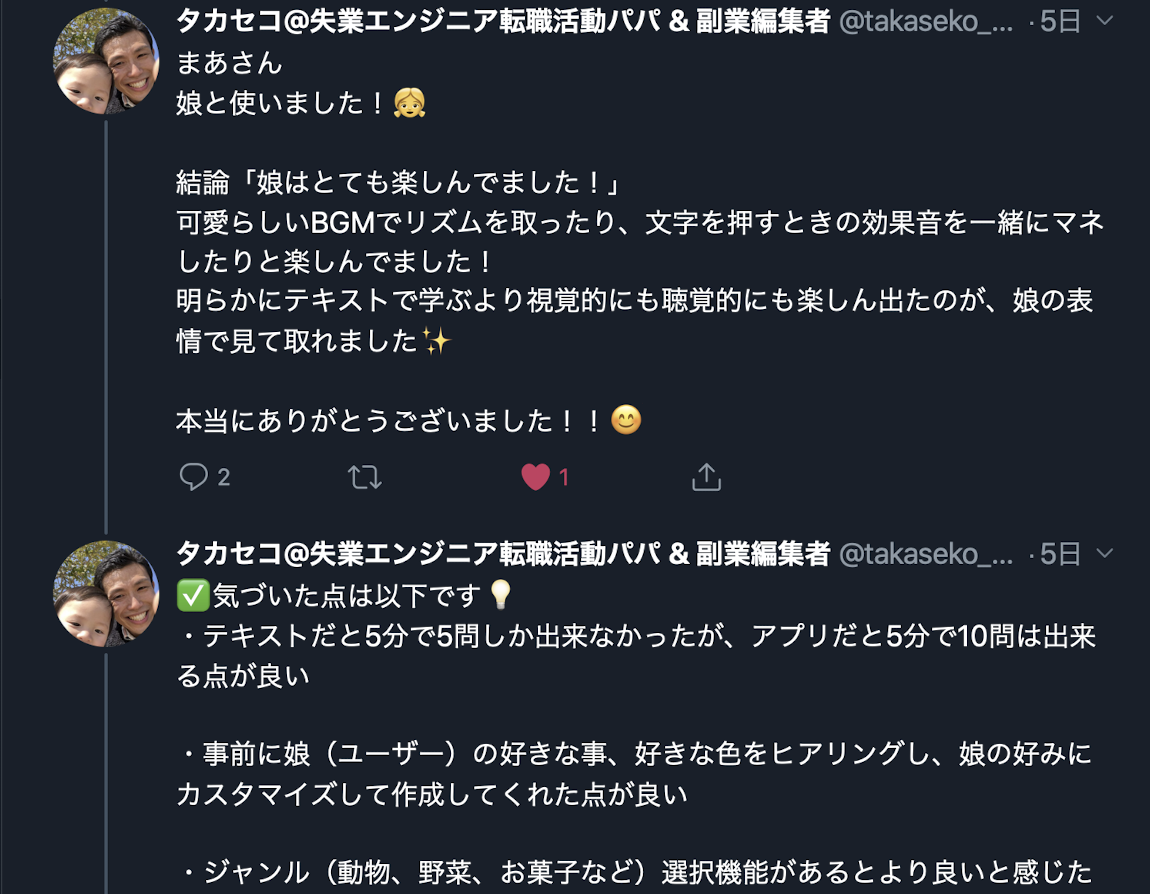 タカセコ@失業エンジニア転職活動パパ & 副業編集者 @takaseko_... · 5日
まあさん
娘と使いました！👧
結論「娘はとても楽しんでました！」
可愛らしいBGMでリズムを取ったり、文字を押すときの効果音を一緒にマネ
したりと楽しんでました！
明らかにテキストで学ぶより視覚的にも聴覚的にも楽しん出たのが、娘の表
情で見て取れました✨
本当にありがとうございました！！😊
2 1
タカセコ@失業エンジニア転職活動パパ & 副業編集者 @takaseko_... · 5日
✅気づいた点は以下です💡
・テキストだと5分で5問しか出来なかったが、アプリだと5分で10問は出来
る点が良い
・事前に娘（ユーザー）の好きな事、好きな色をヒアリングし、娘の好みに
カスタマイズして作成してくれた点が良い
・ジャンル（動物、野菜、お菓子など）選択機能があるとより良いと感じた